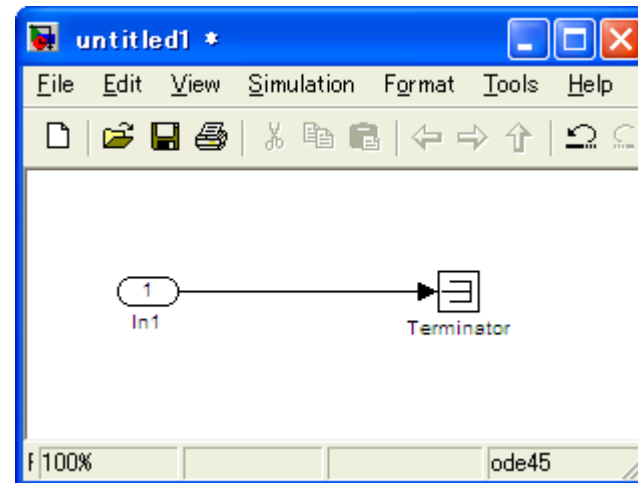 untitled1 *
File Edit View Simulation Format Tools Help
1
In1
Terminator
100% ode45